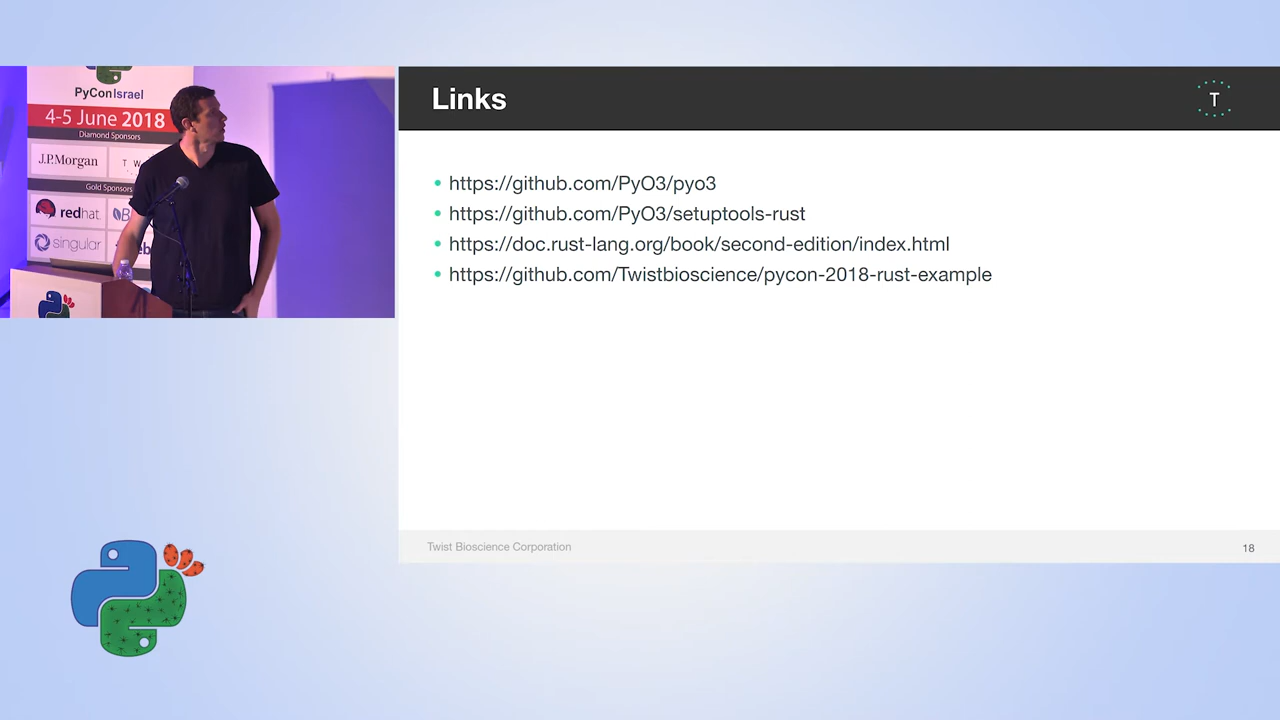 PyConIsrael
4-5 June 2018
Diamond Sponsors
J.P.Morgan
T W
Gold Sponsors
redhat.
singular
eb
Links
T
• https://github.com/PyO3/pyo3
• https://github.com/PyO3/setuptools-rust
• https://doc.rust-lang.org/book/second-edition/index.html
• https://github.com/Twistbioscience/pycon-2018-rust-example
Twist Bioscience Corporation
18